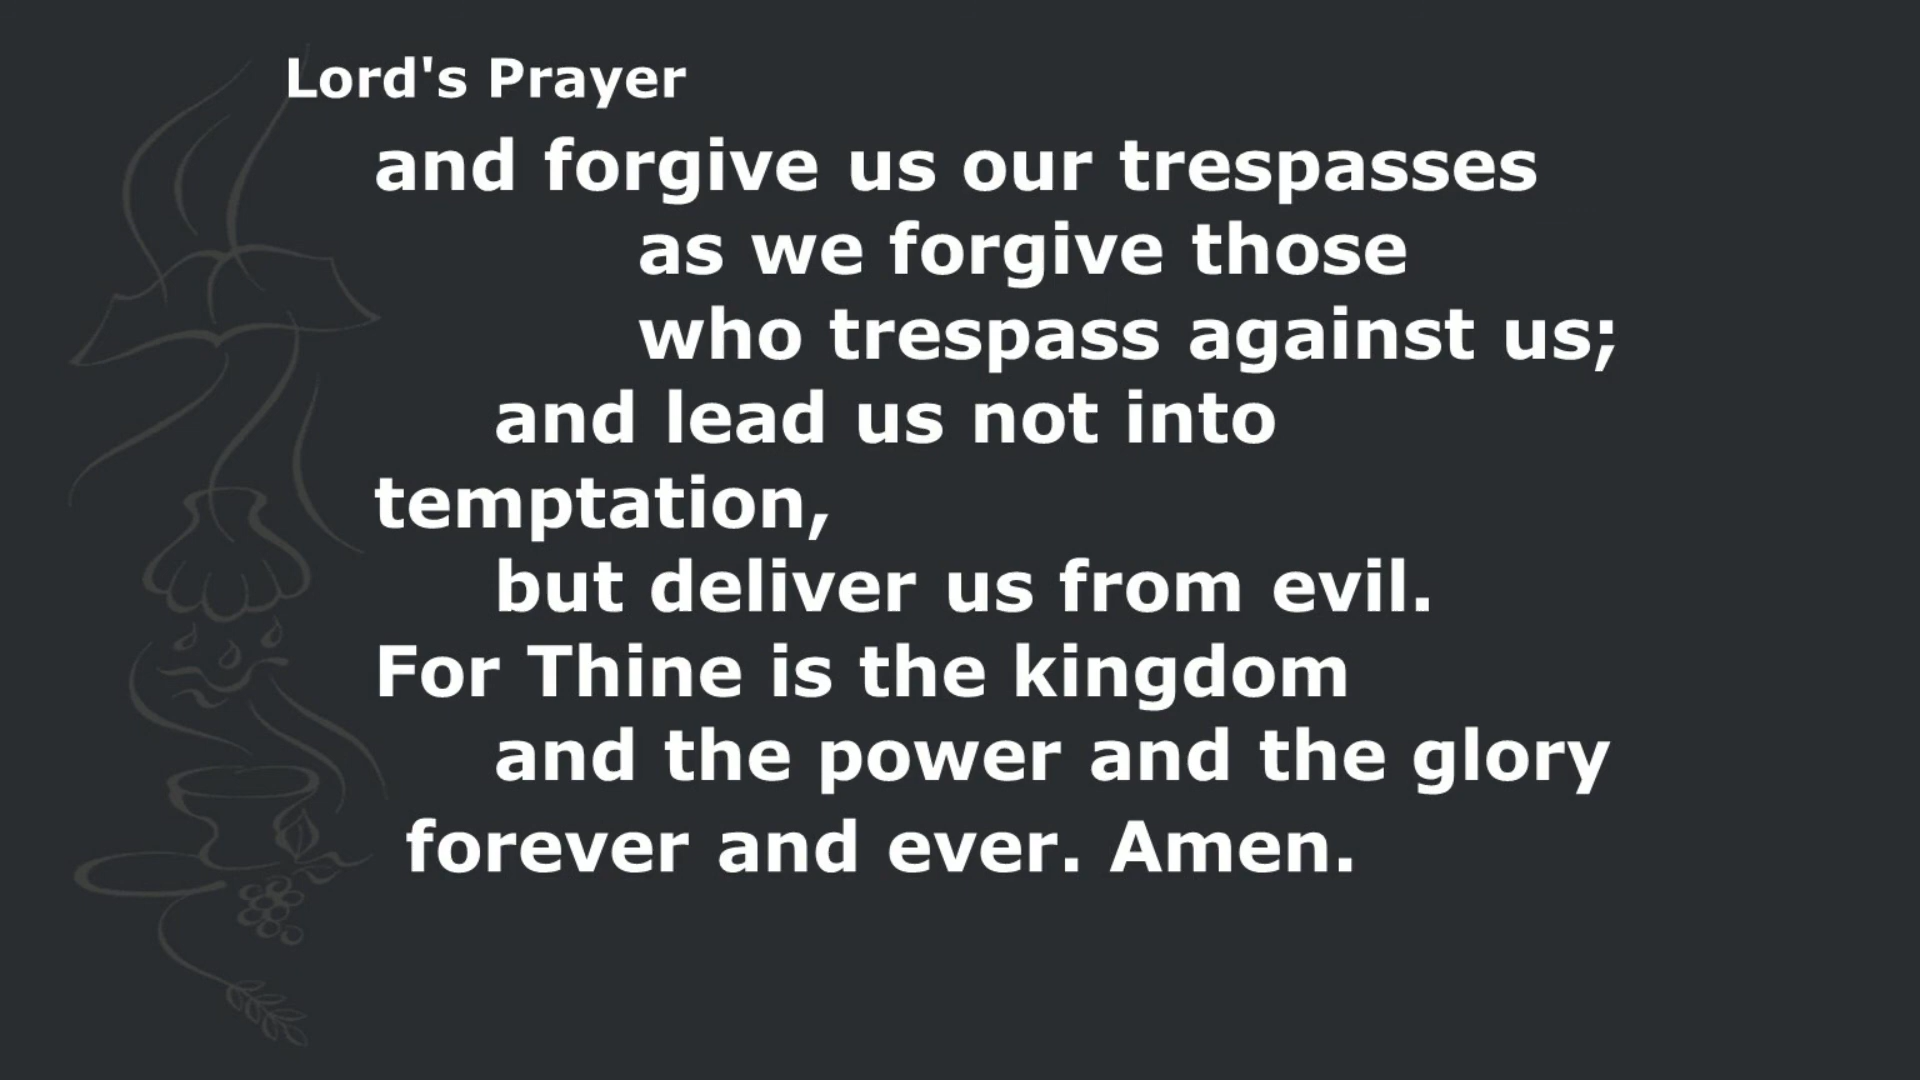 Lord's Prayer
and forgive us our trespasses
as we forgive those
who trespass against us;
and lead us not into
temptation,
but deliver us from evil.
For Thine is the kingdom
and the power and the glory
forever and ever. Amen.